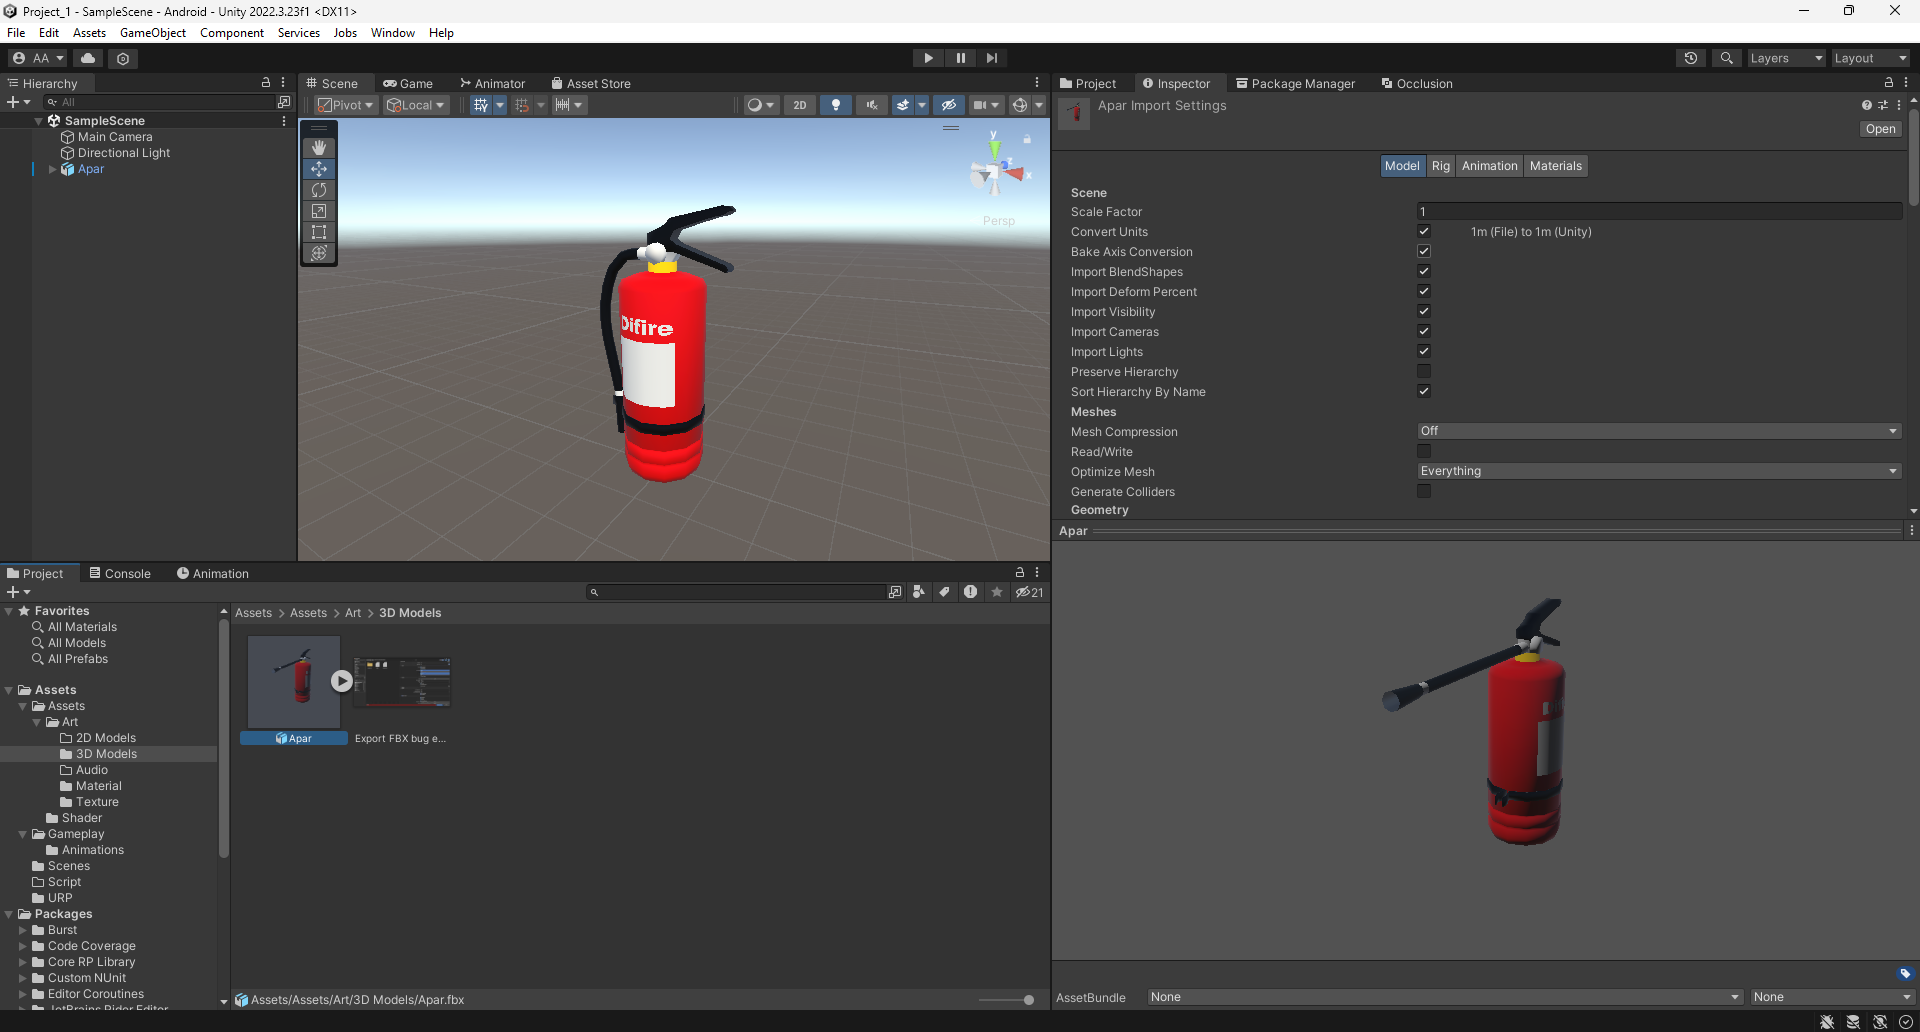 Project_1 - SampleScene - Android - Unity 2022.3.23f1 <DX11>
File Edit Assets GameObject Component Services Jobs Window Help
AA Layers Layout
Hierarchy
All
SampleScene
Main Camera
Directional Light
Apar
Scene Game Animator Asset Store
Pivot Local 2D
y
z
x
Persp
Difire
Project Inspector Package Manager Occlusion
Apar Import Settings
Open
Model Rig Animation Materials
Scene
Scale Factor 1
Convert Units 1m (File) to 1m (Unity)
Bake Axis Conversion
Import BlendShapes
Import Deform Percent
Import Visibility
Import Cameras
Import Lights
Preserve Hierarchy
Sort Hierarchy By Name
Meshes
Mesh Compression Off
Read/Write
Optimize Mesh Everything
Generate Colliders
Geometry
Apar
AssetBundle None None
Project Console Animation
21
Favorites
All Materials
All Models
All Prefabs
Assets
Assets
Art
2D Models
3D Models
Audio
Material
Texture
Shader
Gameplay
Animations
Scenes
Script
URP
Packages
Burst
Code Coverage
Core RP Library
Custom NUnit
Editor Coroutines
JetBrains Rider Editor
Assets > Assets > Art > 3D Models
Apar Export FBX bug e...
Assets/Assets/Art/3D Models/Apar.fbx